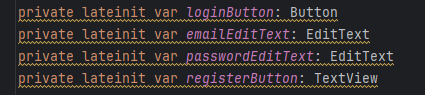 private lateinit var loginButton: Button
private lateinit var emailEditText: EditText
private lateinit var passwordEditText: EditText
private lateinit var registerButton: TextView